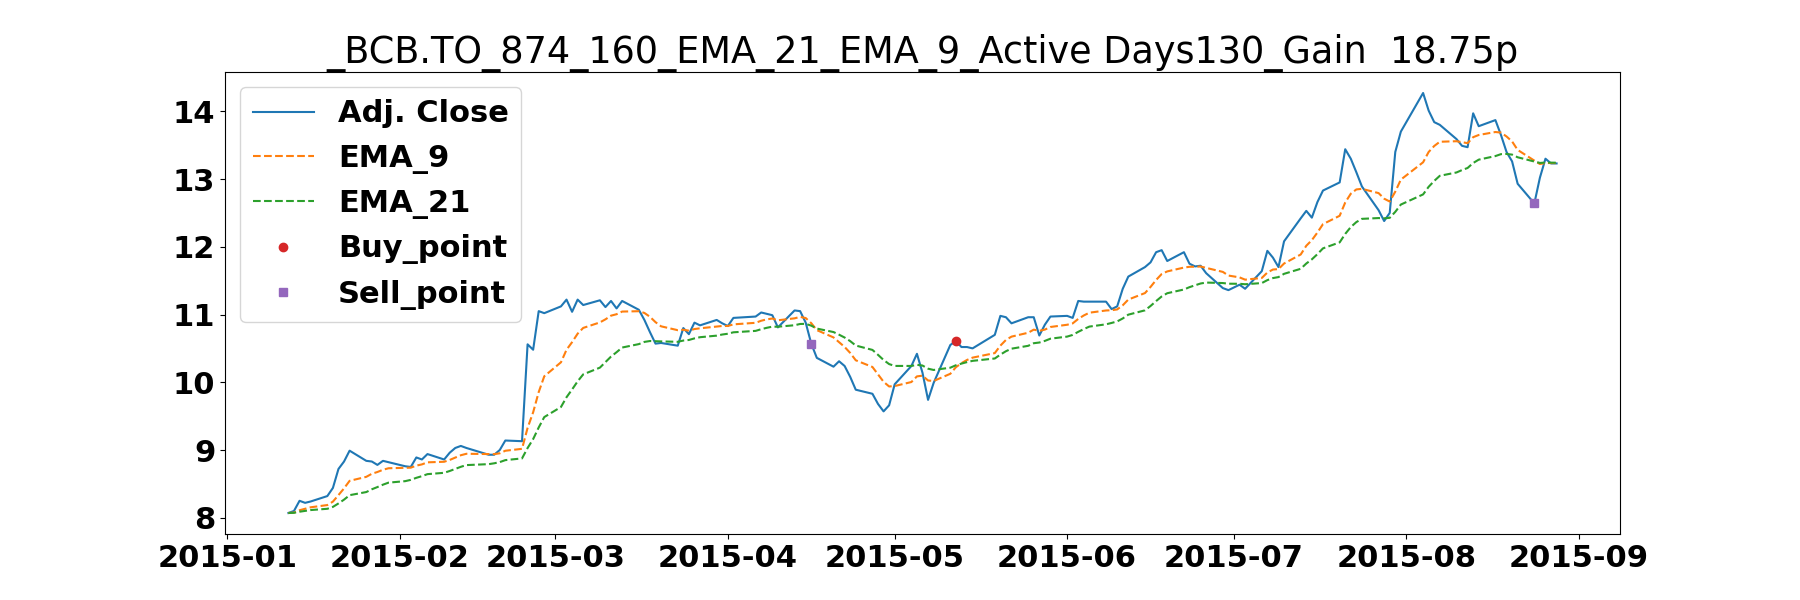 _BCB.TO_874_160_EMA_21_EMA_9_Active Days130_Gain  18.75p
Adj. Close
EMA_9
EMA_21
Buy_point
Sell_point
14
13
12
11
10
9
8
2015-01 2015-02 2015-03 2015-04 2015-05 2015-06 2015-07 2015-08 2015-09